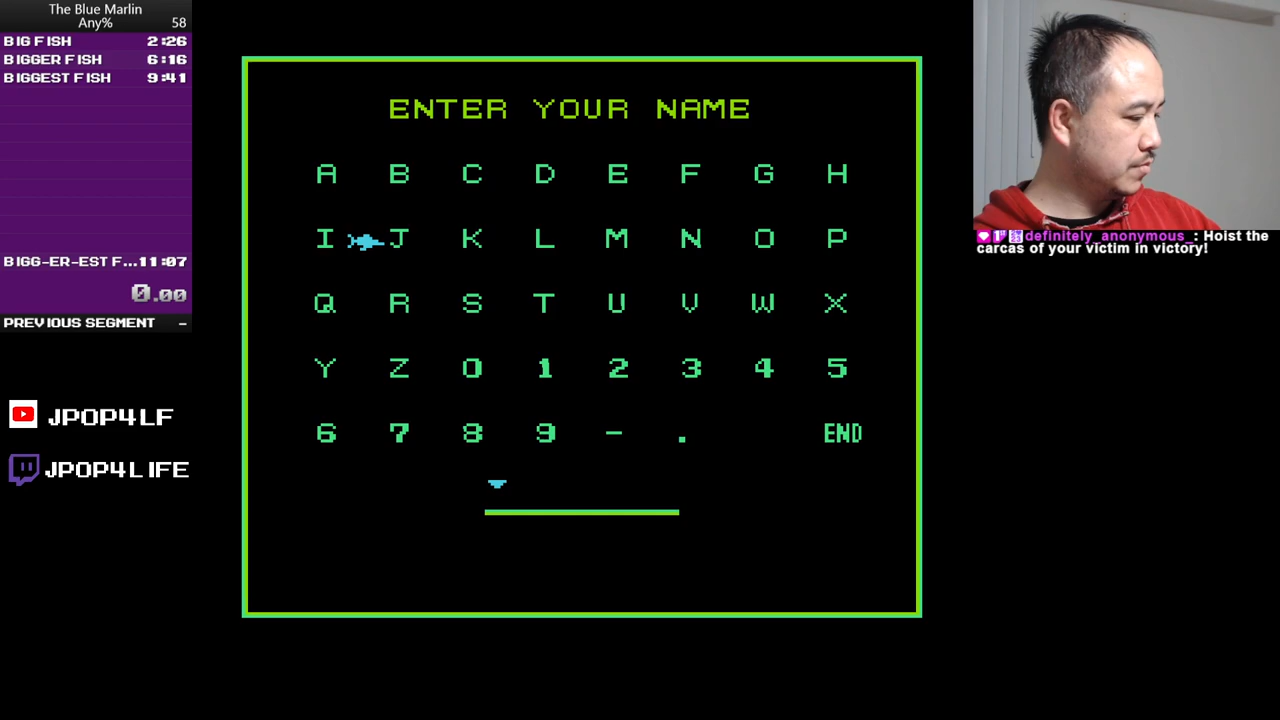 The Blue Marlin
Any% 58
BIG FISH 2:26
BIGGER FISH 6:16
BIGGEST FISH 9:41
BIGG-ER-EST F... 11:07
0.00
PREVIOUS SEGMENT -
JPOP4LF
JPOP4LIFE
ENTER YOUR NAME
A B C D E F G H
I J K L M N O P
Q R S T U V W X
Y Z 0 1 2 3 4 5
6 7 8 9 - . END
definitely_anonymous_: Hoist the
carcas of your victim in victory!